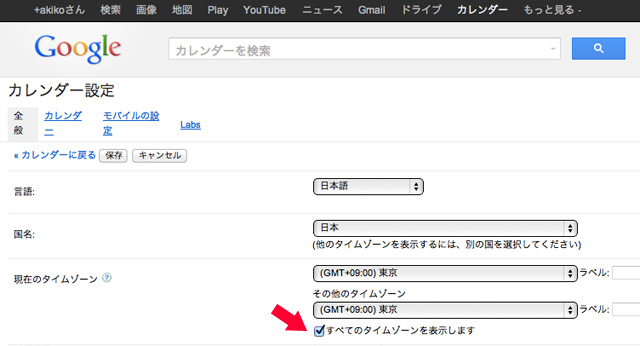 +akikoさん 検索 画像 地図 Play YouTube ニュース Gmail ドライブ カレンダー もっと見る
Google カレンダーを検索
カレンダー設定
全般 カレンダー モバイルの設定 Labs
« カレンダーに戻る 保存 キャンセル
言語: 日本語
国名: 日本
(他のタイムゾーンを表示するには、別の国を選択してください)
現在のタイムゾーン ? (GMT+09:00) 東京 ラベル:
その他のタイムゾーン
(GMT+09:00) 東京 ラベル:
すべてのタイムゾーンを表示します